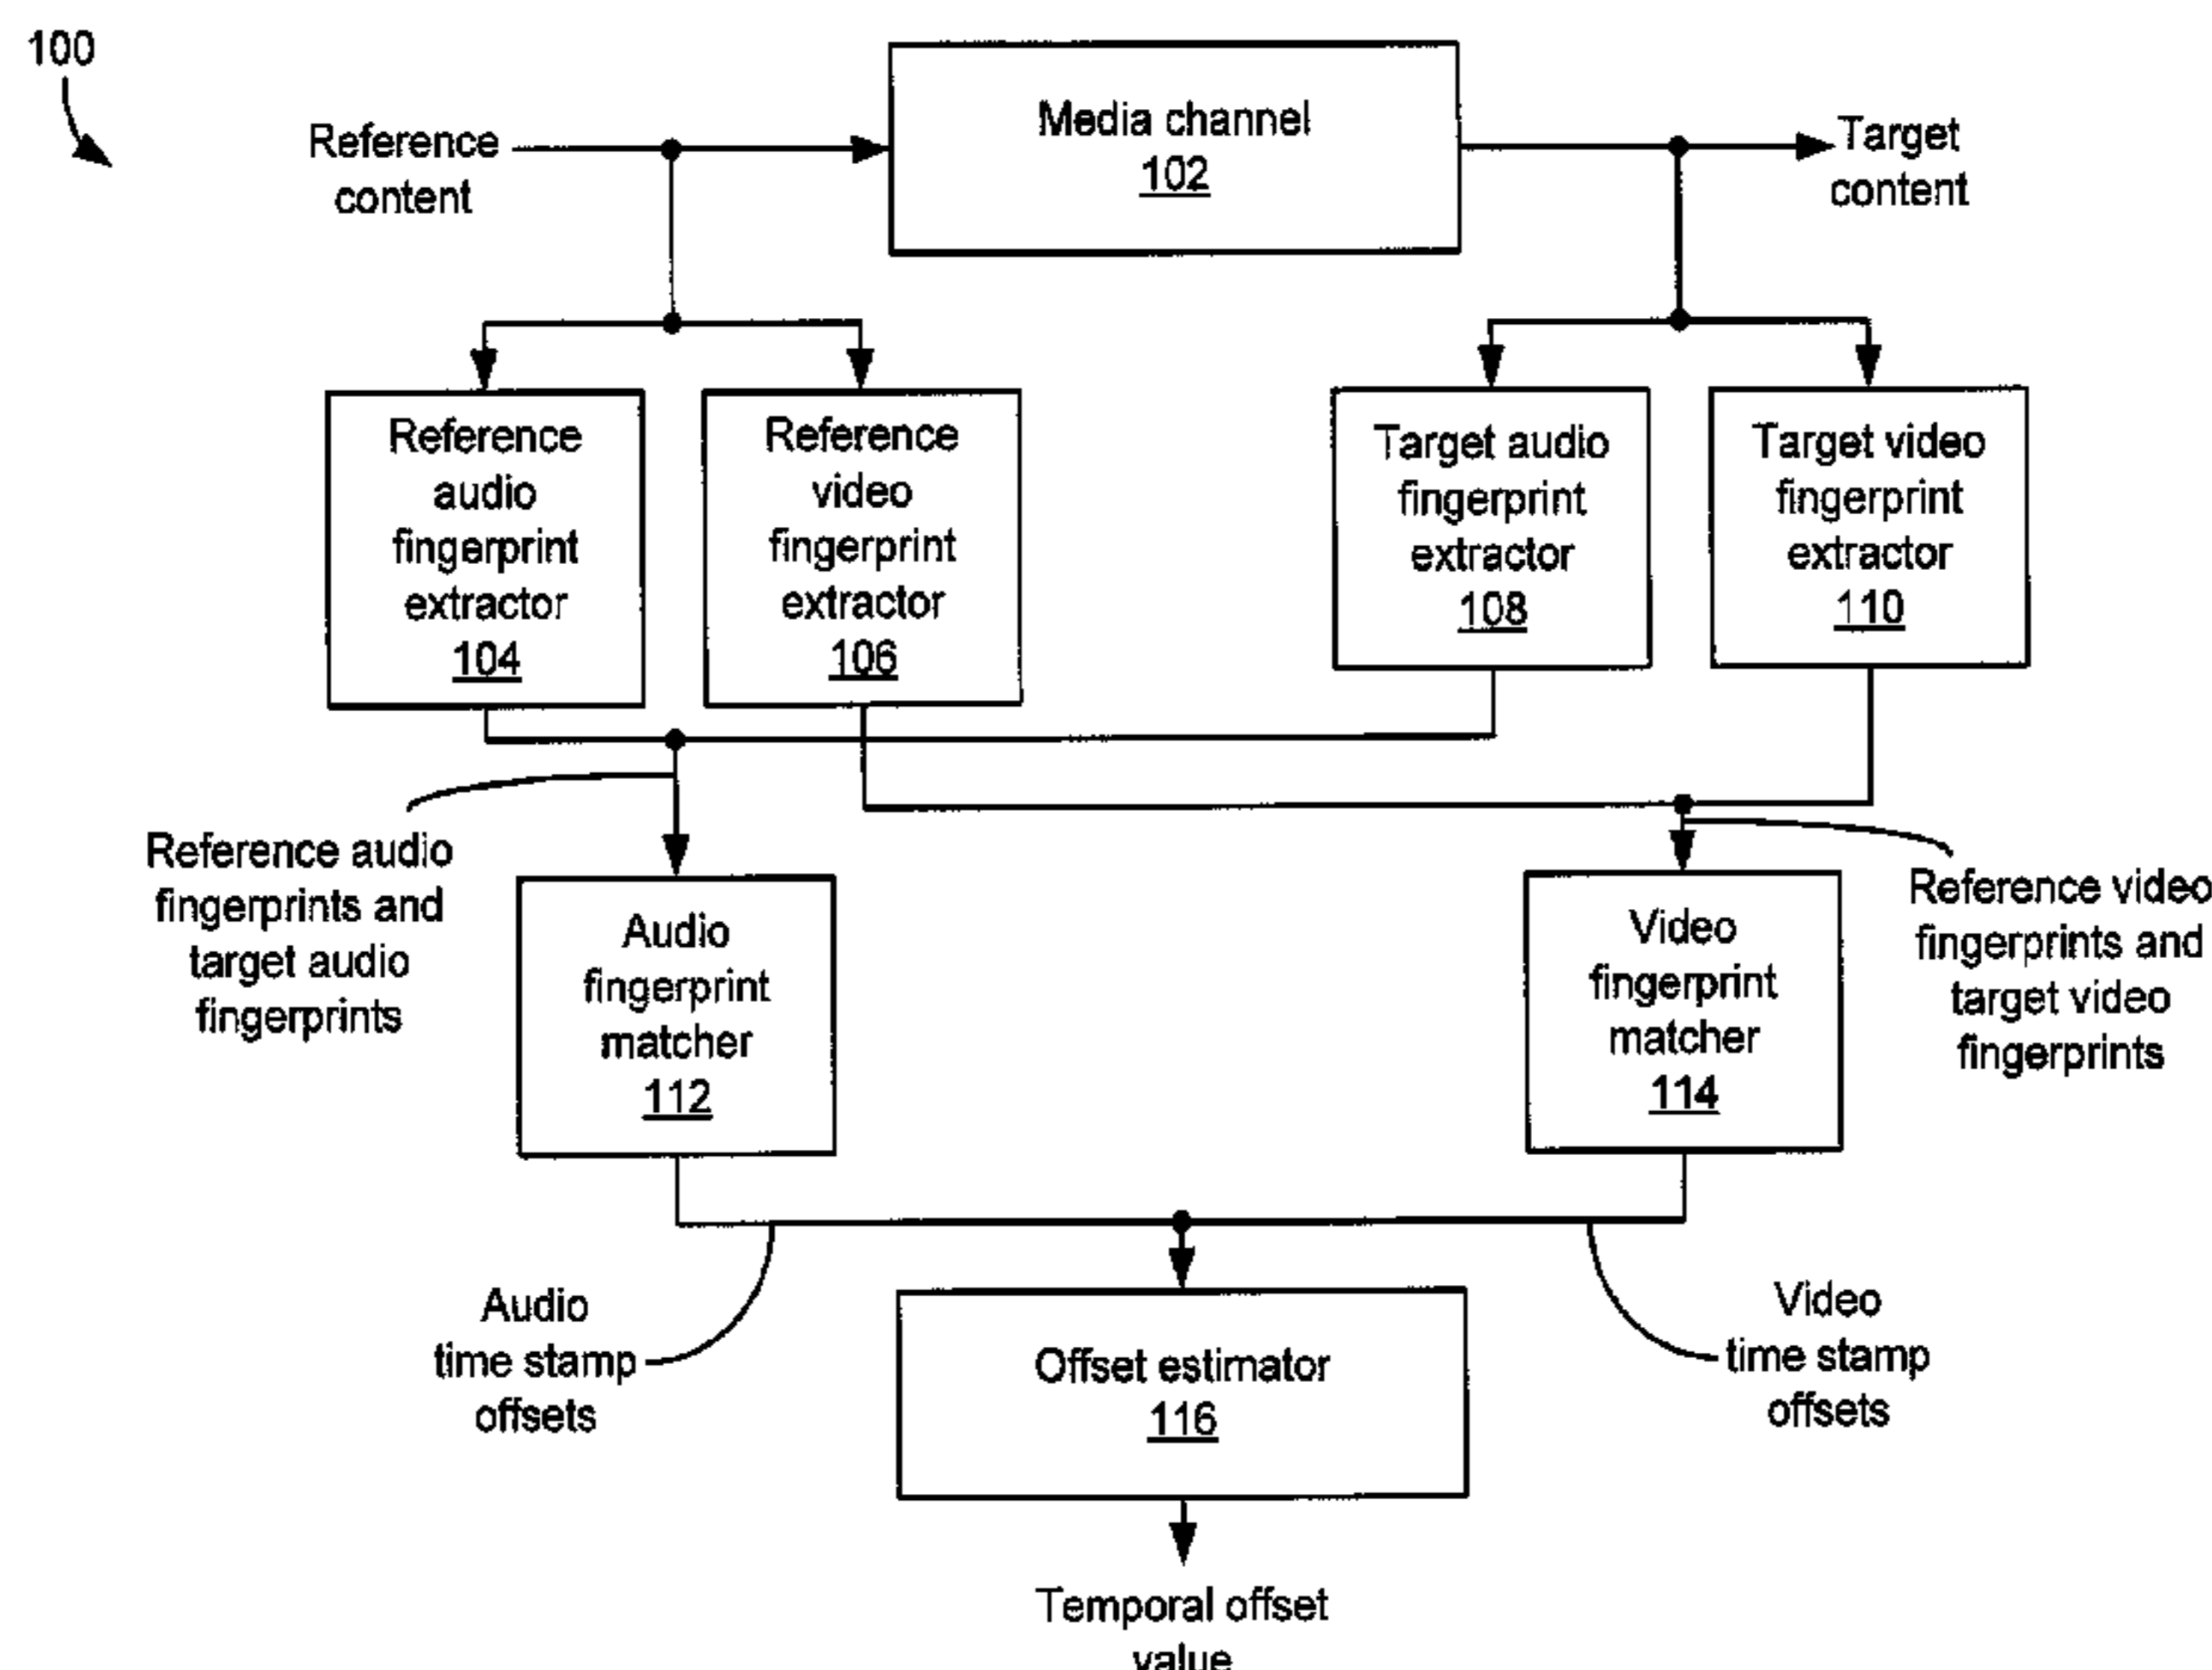 100
Reference
content
Media channel
102
Target
content
Reference
audio
fingerprint
extractor
104
Reference
video
fingerprint
extractor
106
Target audio
fingerprint
extractor
108
Target video
fingerprint
extractor
110
Reference audio
fingerprints and
target audio
fingerprints
Audio
fingerprint
matcher
112
Video
fingerprint
matcher
114
Reference video
fingerprints and
target video
fingerprints
Audio
time stamp
offsets
Offset estimator
116
Video
time stamp
offsets
Temporal offset
value